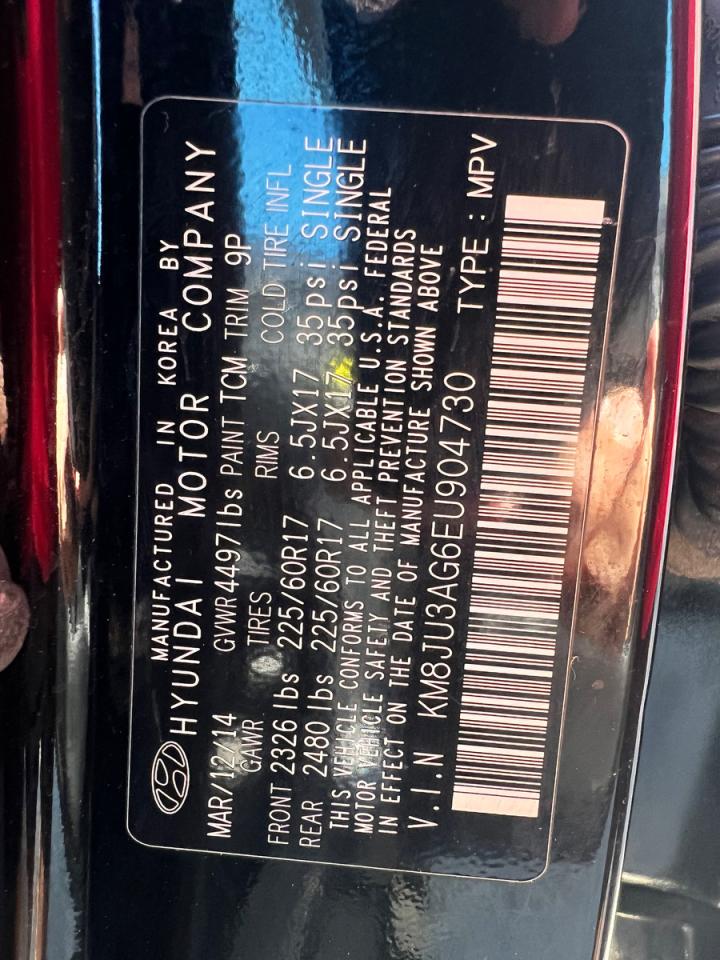 MANUFACTURED IN KOREA BY
HYUNDAI MOTOR COMPANY
MAR/12/14 GVWR 4497lbs PAINT TCM TRIM 9P
GAWR TIRES RIMS COLD TIRE INFL
FRONT 2326 lbs 225/60R17 6.5JX17 35psi SINGLE
REAR 2480 lbs 225/60R17 6.5JX17 35psi SINGLE
THIS VEHICLE CONFORMS TO ALL APPLICABLE U.S.A. FEDERAL
MOTOR VEHICLE SAFETY AND THEFT PREVENTION STANDARDS
IN EFFECT ON THE DATE OF MANUFACTURE SHOWN ABOVE
V.I.N KM8JU3AG6EU904730 TYPE : MPV